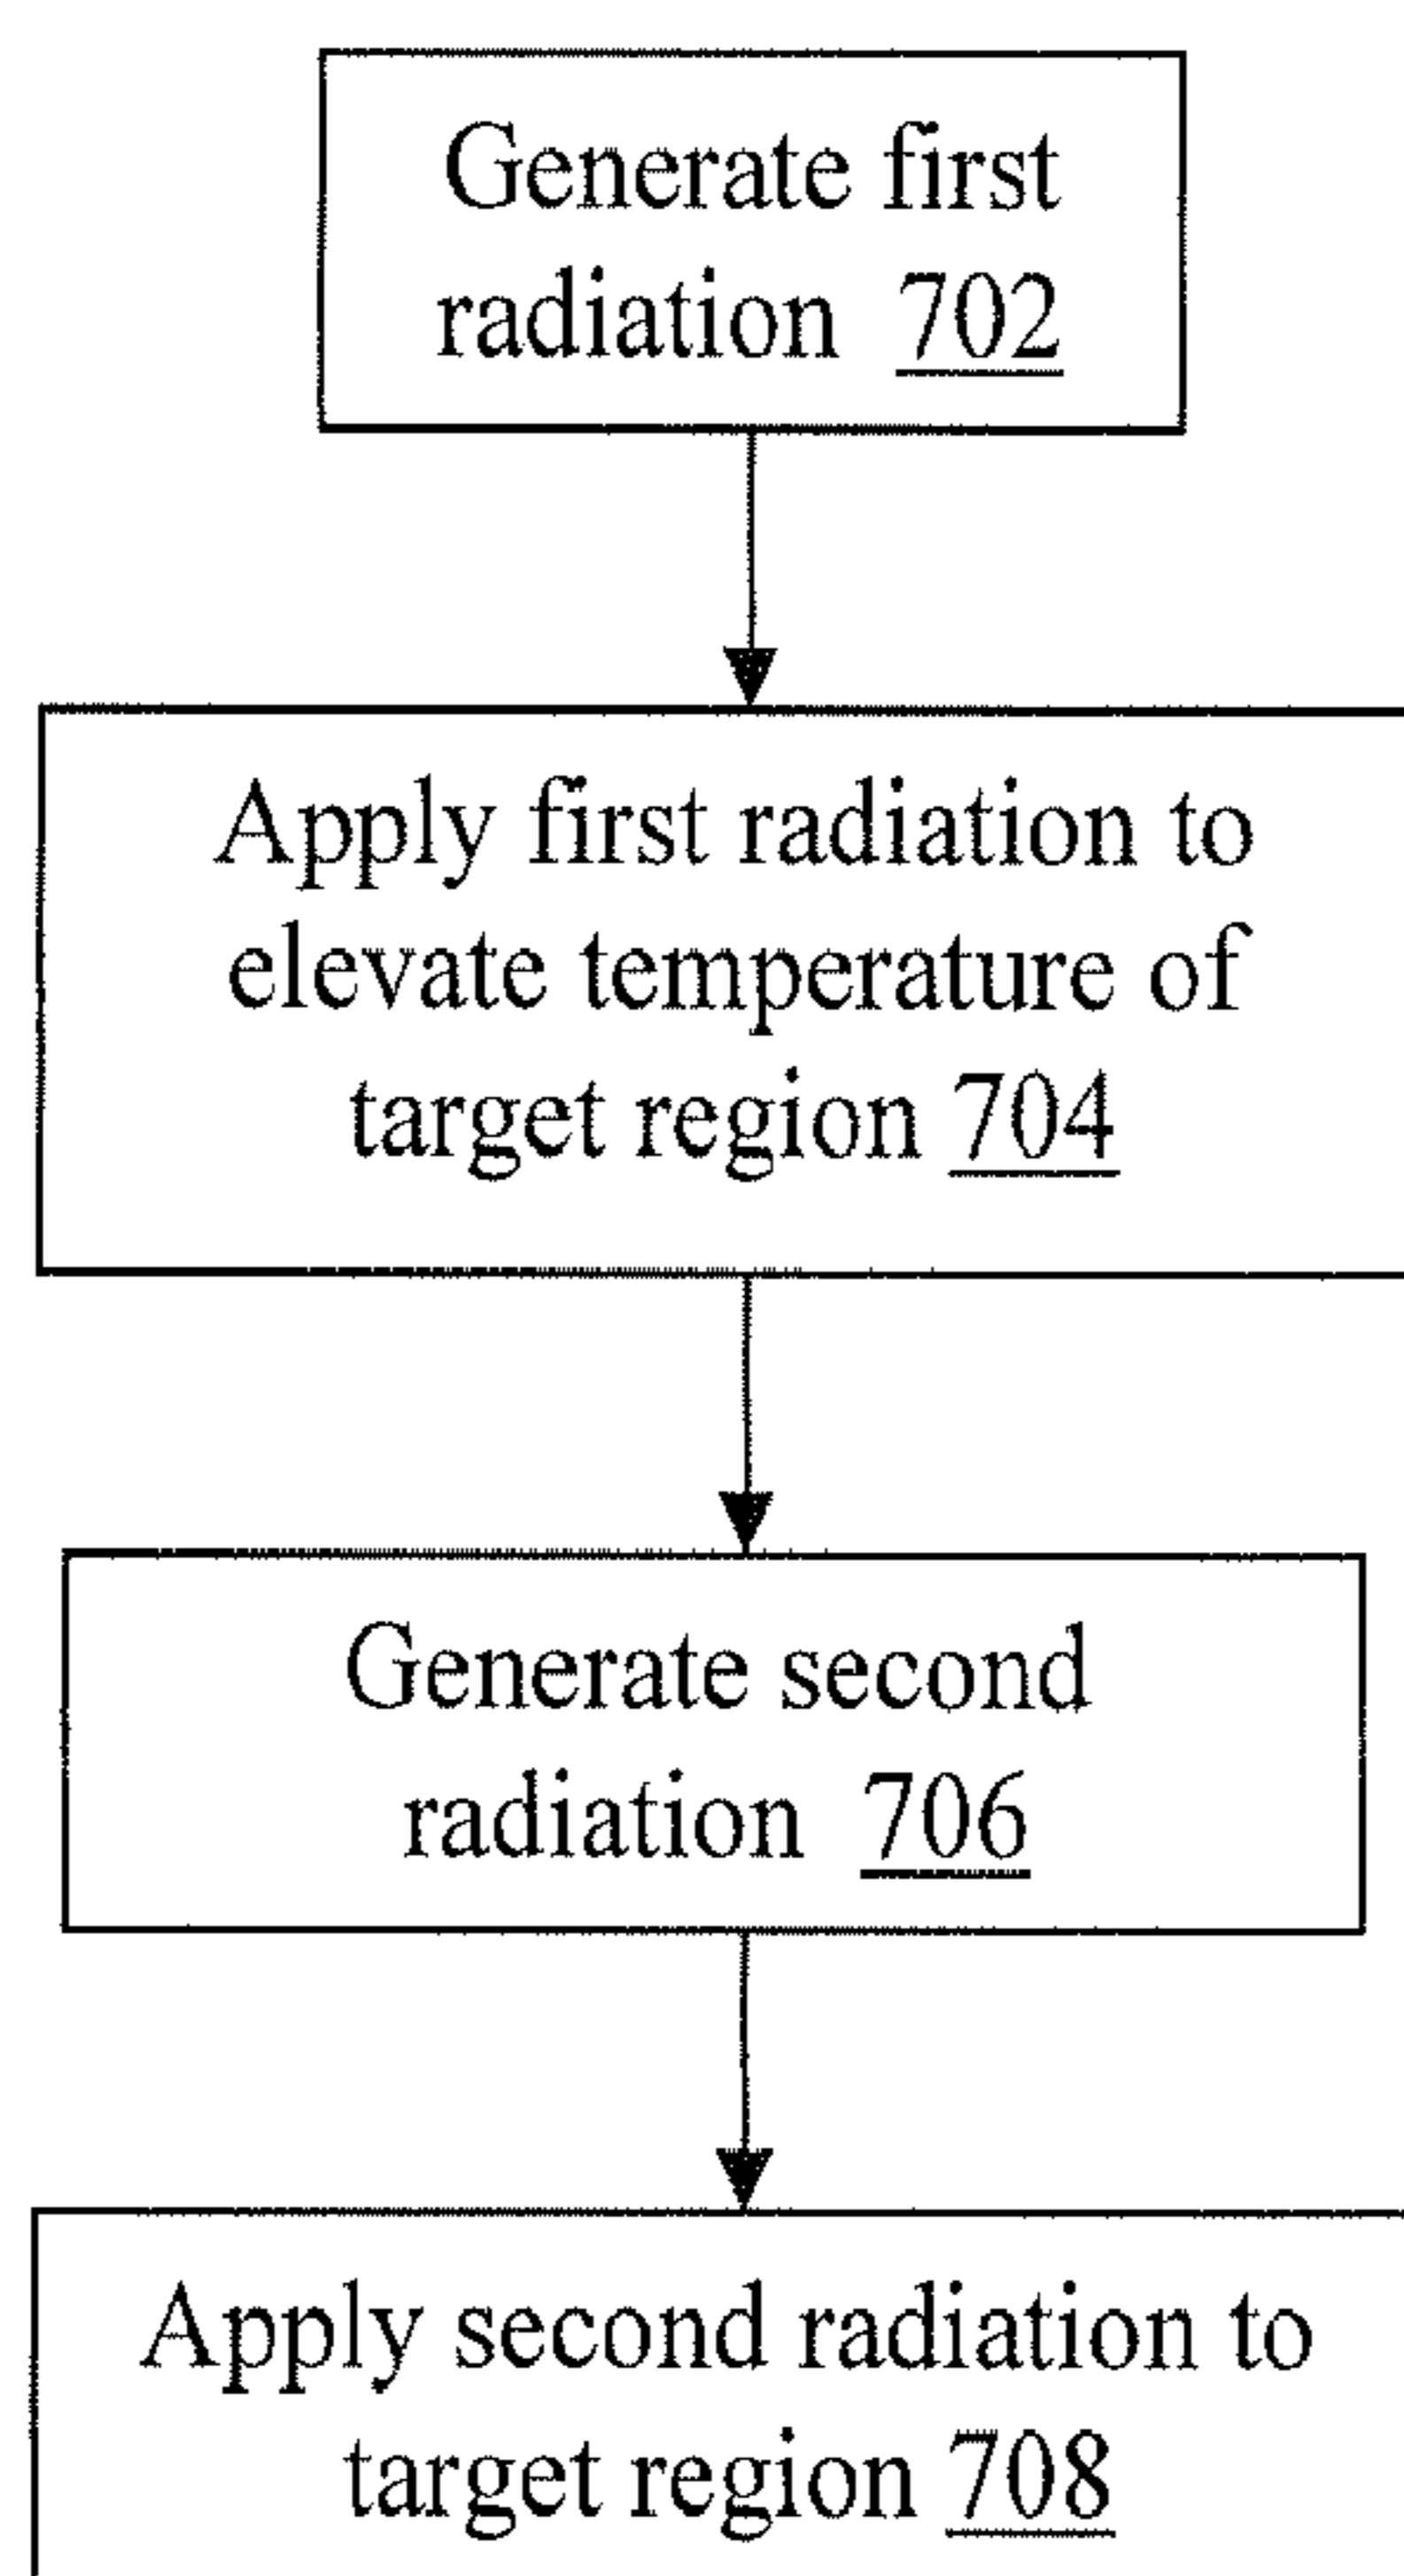 Generate first
radiation 702
Apply first radiation to
elevate temperature of
target region 704
Generate second
radiation 706
Apply second radiation to
target region 708